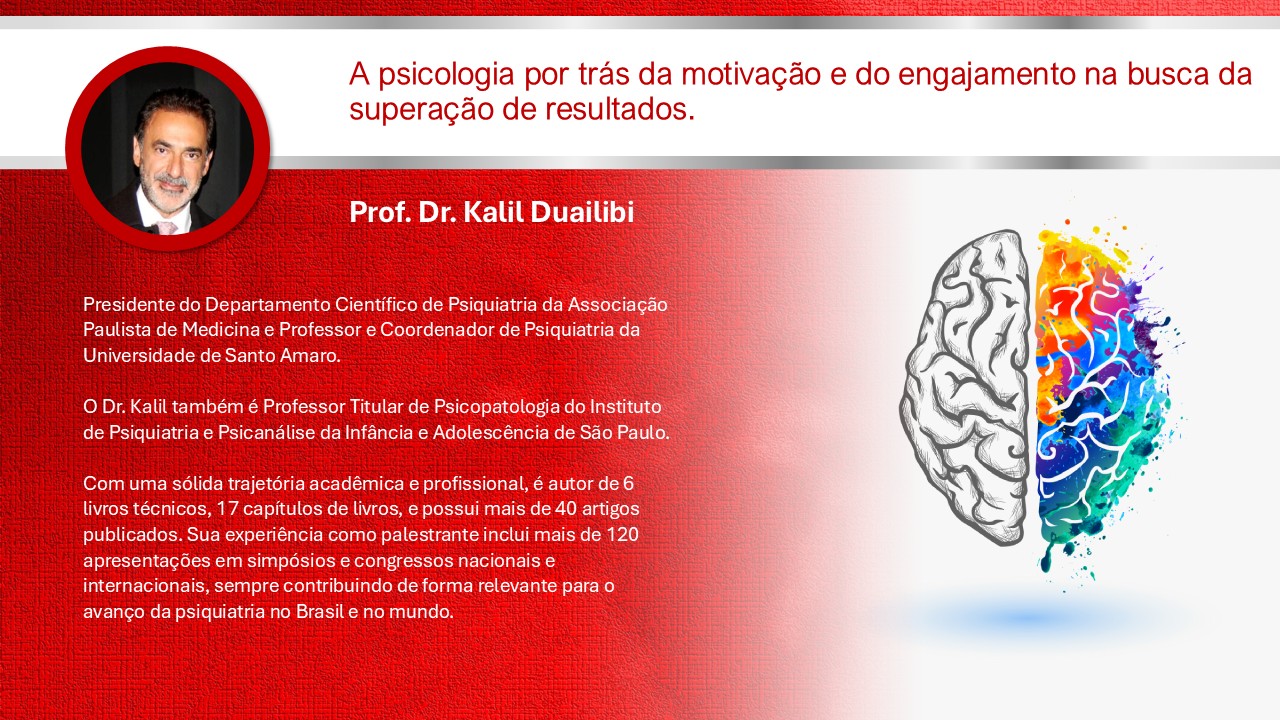 A psicologia por trás da motivação e do engajamento na busca da
superação de resultados.
Prof. Dr. Kalil Duailibi
Presidente do Departamento Científico de Psiquiatria da Associação
Paulista de Medicina e Professor e Coordenador de Psiquiatria da
Universidade de Santo Amaro.
O Dr. Kalil também é Professor Titular de Psicopatologia do Instituto
de Psiquiatria e Psicanálise da Infância e Adolescência de São Paulo.
Com uma sólida trajetória acadêmica e profissional, é autor de 6
livros técnicos, 17 capítulos de livros, e possui mais de 40 artigos
publicados. Sua experiência como palestrante inclui mais de 120
apresentações em simpósios e congressos nacionais e
internacionais, sempre contribuindo de forma relevante para o
avanço da psiquiatria no Brasil e no mundo.